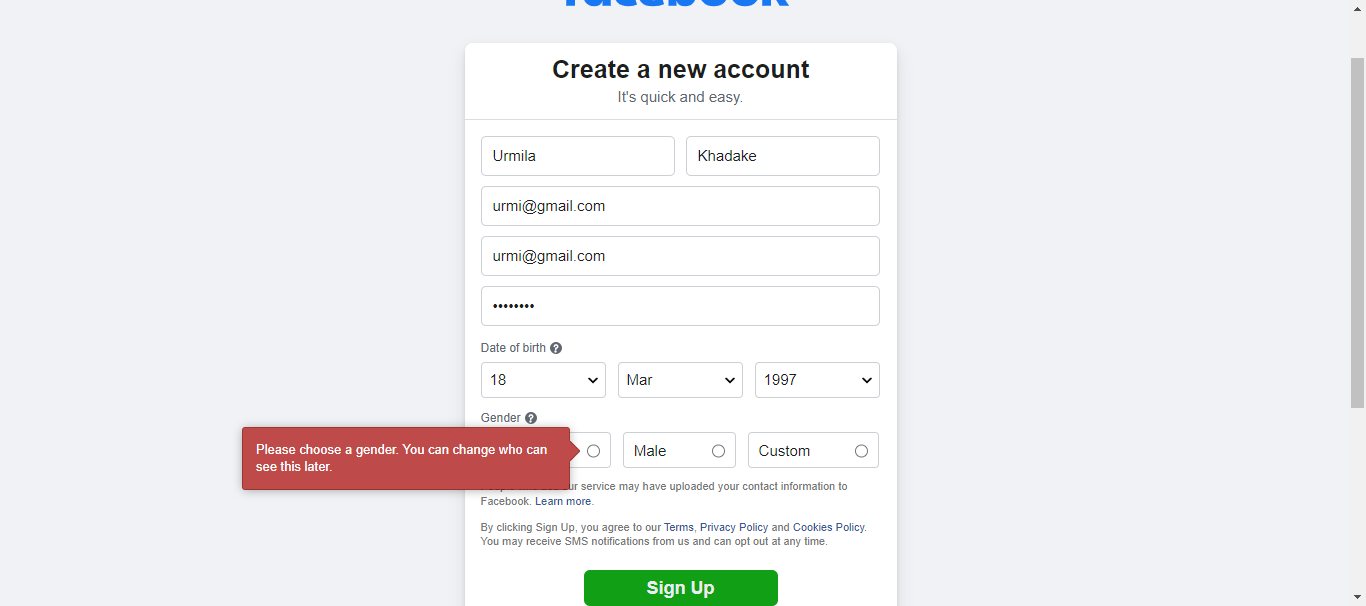 facebook
Create a new account
It's quick and easy.
Urmila Khadake
urmi@gmail.com
urmi@gmail.com
••••••••
Date of birth
18 Mar 1997
Gender
Please choose a gender. You can change who can
see this later.
Male Custom
our service may have uploaded your contact information to
Facebook. Learn more.
By clicking Sign Up, you agree to our Terms, Privacy Policy and Cookies Policy.
You may receive SMS notifications from us and can opt out at any time.
Sign Up